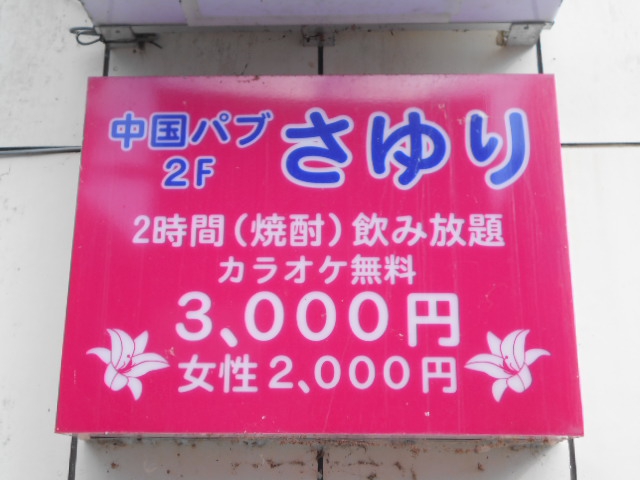 中国パブ さゆり
2F
2時間(焼酎)飲み放題
カラオケ無料
3,000円
女性2,000円